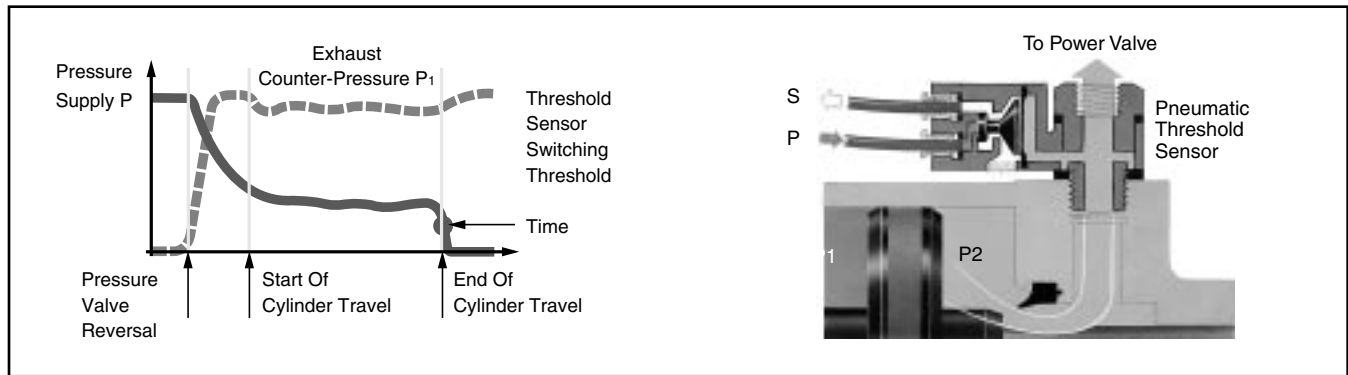 Exhaust
Counter-Pressure P1
Pressure
Supply P
Threshold
Sensor
Switching
Threshold
Time
Pressure
Valve
Reversal
Start Of
Cylinder Travel
End Of
Cylinder Travel
To Power Valve
S
P
Pneumatic
Threshold
Sensor
P1
P2